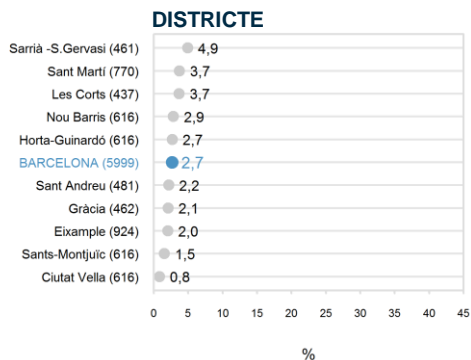 DISTRICTE
Sarrià -S.Gervasi (461) 4,9
Sant Martí (770) 3,7
Les Corts (437) 3,7
Nou Barris (616) 2,9
Horta-Guinardó (616) 2,7
BARCELONA (5999) 2,7
Sant Andreu (481) 2,2
Gràcia (462) 2,1
Eixample (924) 2,0
Sants-Montjuïc (616) 1,5
Ciutat Vella (616) 0,8
0 5 10 15 20 25 30 35 40 45
%